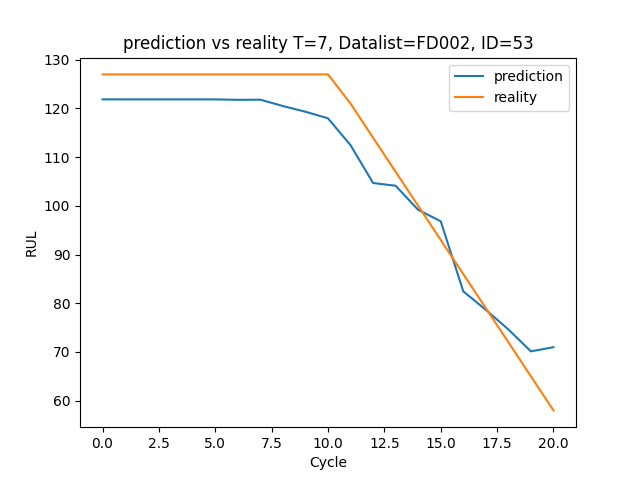 prediction vs reality T=7, Datalist=FD002, ID=53
130
120
110
100
90
80
70
60
RUL
prediction
reality
0.0 2.5 5.0 7.5 10.0 12.5 15.0 17.5 20.0
Cycle